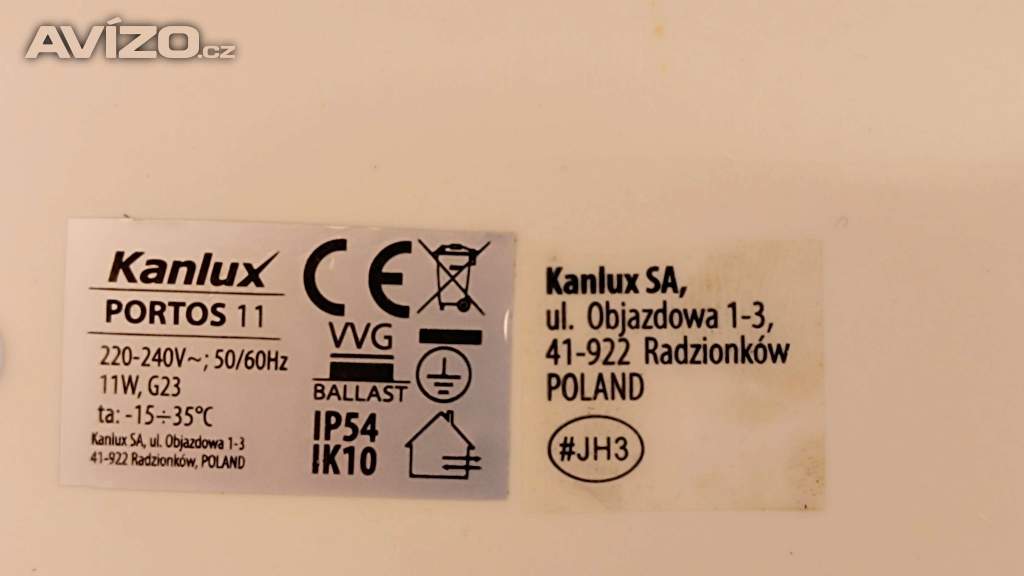 AVÍZO.cz
Kanlux
PORTOS 11
220-240V~; 50/60Hz
11W, G23
ta: -15÷35°C
Kanlux SA, ul. Objazdowa 1-3
41-922 Radzionków, POLAND
CE
VVG
BALLAST
IP54
IK10
Kanlux SA,
ul. Objazdowa 1-3,
41-922 Radzionków
POLAND
#JH3